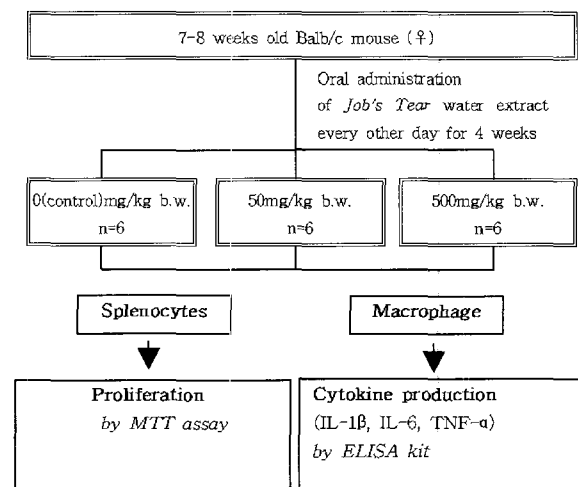 7-8 weeks old Balb/c mouse (♀)
Oral administration
of Job's Tear water extract
every other day for 4 weeks
0(control)mg/kg b.w.
n=6
50mg/kg b.w.
n=6
500mg/kg b.w.
n=6
Splenocytes
Macrophage
Proliferation
by MTT assay
Cytokine production
(IL-1β, IL-6, TNF-α)
by ELISA kit